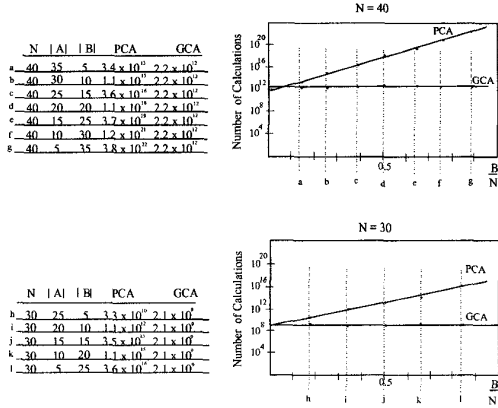 N = 40
N |A| |B| PCA GCA
a 40 35 5 3.4 x 10^13 2.2 x 10^12
b 40 30 10 1.1 x 10^15 2.2 x 10^12
c 40 25 15 3.6 x 10^16 2.2 x 10^12
d 40 20 20 1.1 x 10^18 2.2 x 10^12
e 40 15 25 3.7 x 10^19 2.2 x 10^12
f 40 10 30 1.2 x 10^21 2.2 x 10^12
g 40 5 35 3.8 x 10^22 2.2 x 10^12
Number of Calculations
10^20
10^16
10^12
10^8
10^4
PCA
GCA
0.5
B
N
a b c d e f g
N = 30
N |A| |B| PCA GCA
h 30 25 5 3.3 x 10^10 2.1 x 10^9
i 30 20 10 1.1 x 10^12 2.1 x 10^9
j 30 15 15 3.5 x 10^13 2.1 x 10^9
k 30 10 20 1.1 x 10^15 2.1 x 10^9
l 30 5 25 3.6 x 10^16 2.1 x 10^9
Number of Calculations
10^20
10^16
10^12
10^8
10^4
PCA
GCA
0.5
B
N
h i j k l